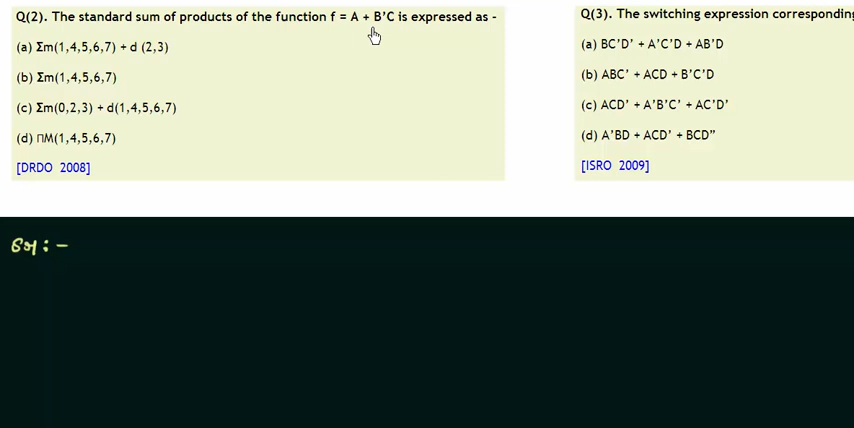 Q(2). The standard sum of products of the function f = A + B'C is expressed as -
(a) Σm(1,4,5,6,7) + d (2,3)
(b) Σm(1,4,5,6,7)
(c) Σm(0,2,3) + d(1,4,5,6,7)
(d) ΠM(1,4,5,6,7)
[DRDO 2008]
Q(3). The switching expression corresponding
(a) BC'D' + A'C'D + AB'D
(b) ABC' + ACD + B'C'D
(c) ACD' + A'B'C' + AC'D'
(d) A'BD + ACD' + BCD"
[ISRO 2009]